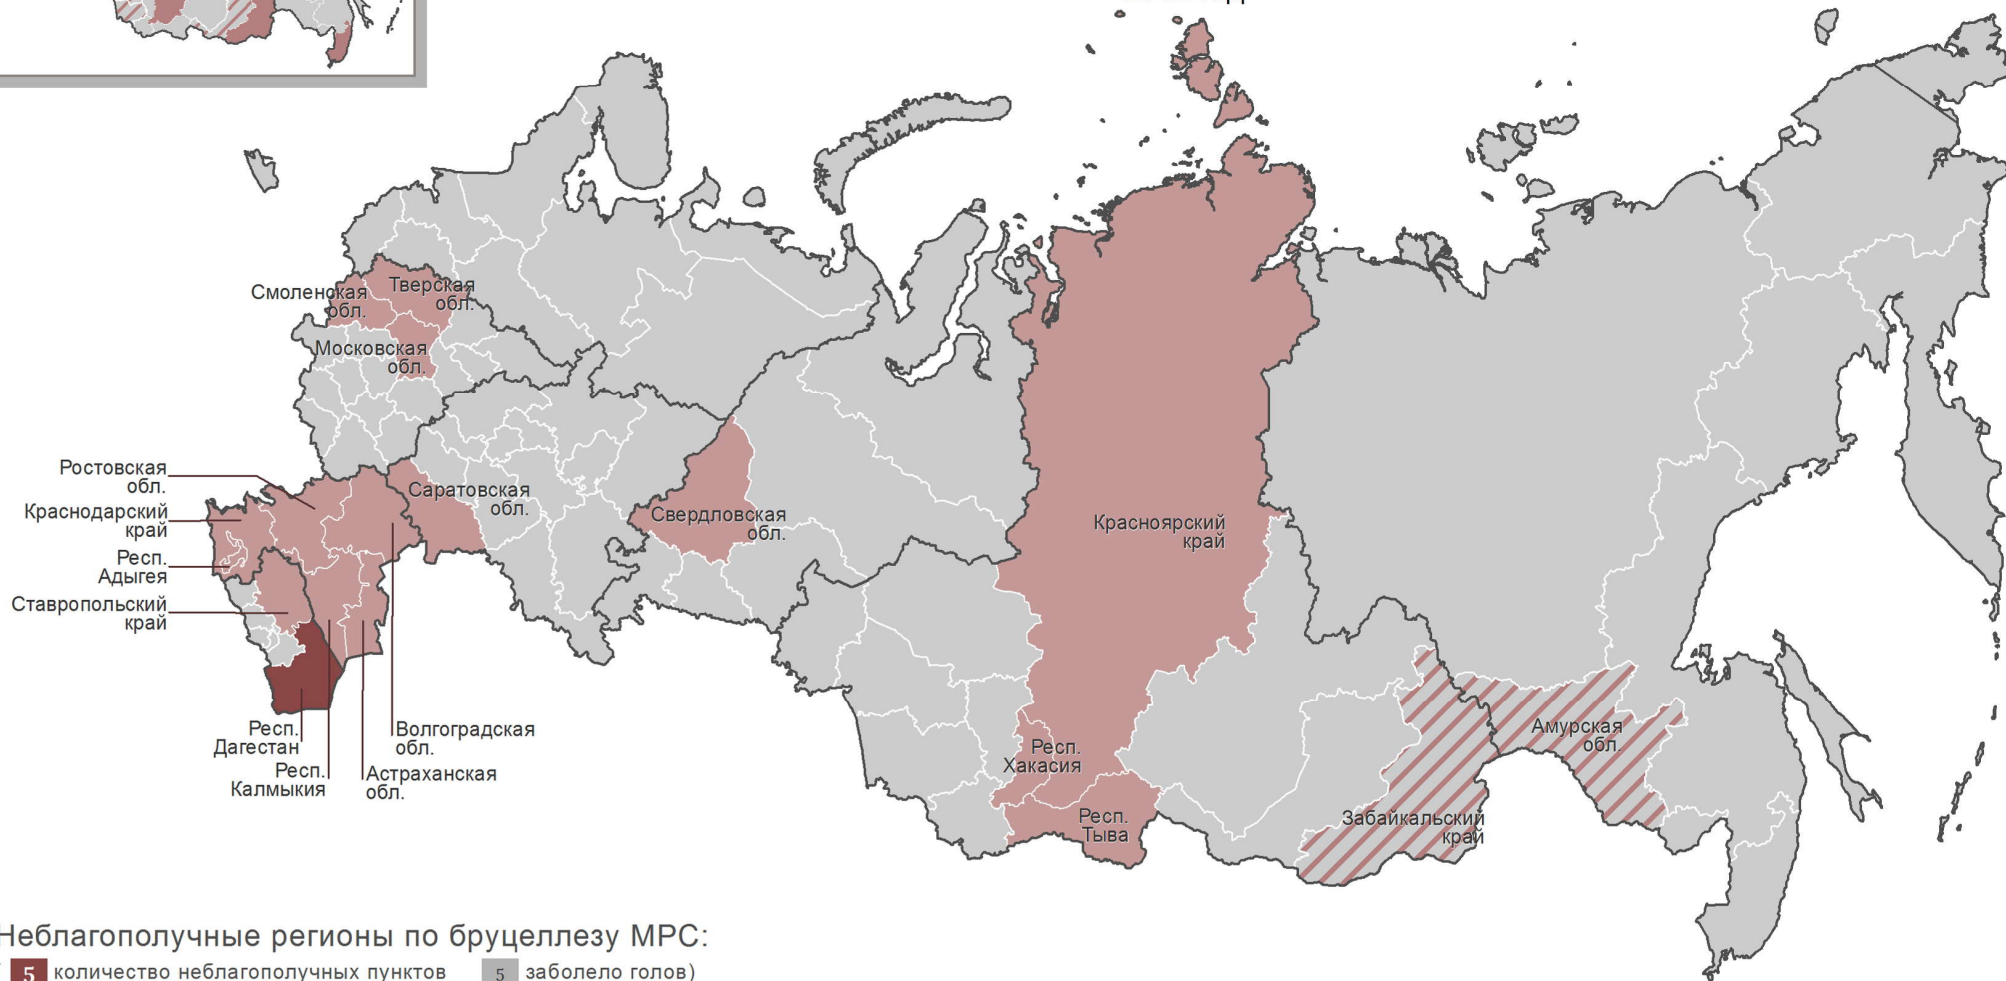 Смоленская
обл.
Тверская
обл.
Московская
обл.
Ростовская
обл.
Краснодарский
край
Респ.
Адыгея
Ставропольский
край
Саратовская
обл.
Свердловская
обл.
Красноярский
край
Респ.
Дагестан
Респ.
Калмыкия
Волгоградская
обл.
Астраханская
обл.
Респ.
Хакасия
Респ.
Тыва
Амурская
обл.
Забайкальский
край
Неблагополучные регионы по бруцеллезу МРС:
5 количество неблагополучных пунктов 5 заболело голов)